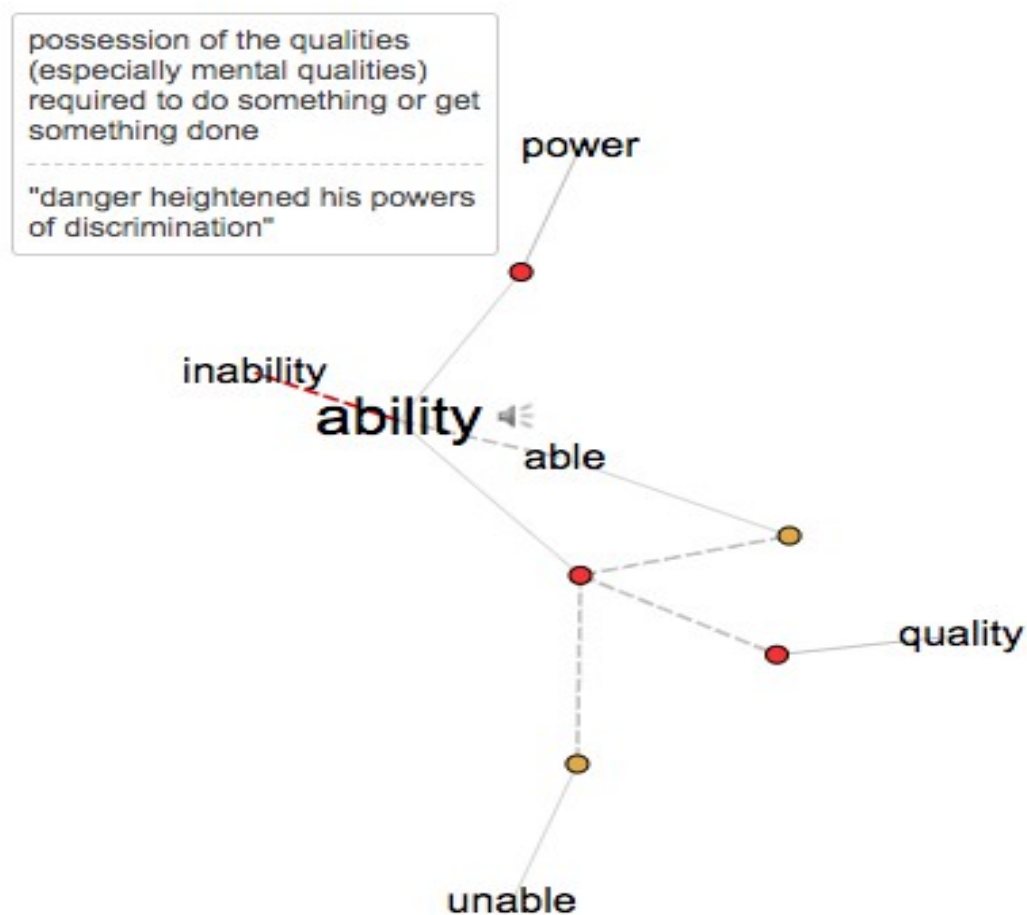 possession of the qualities
(especially mental qualities)
required to do something or get
something done
"danger heightened his powers
of discrimination"
power
inability
ability
able
quality
unable